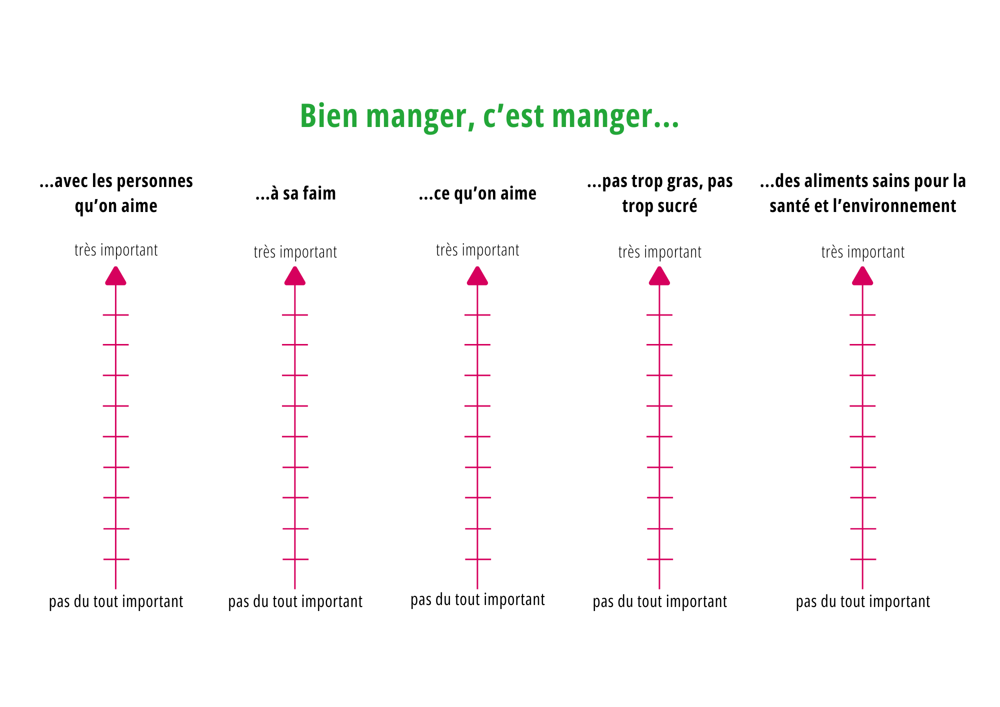 Bien manger, c’est manger...
...avec les personnes
qu’on aime
...à sa faim
...ce qu’on aime
...pas trop gras, pas
trop sucré
...des aliments sains pour la
santé et l’environnement
très important
très important
très important
très important
très important
pas du tout important
pas du tout important
pas du tout important
pas du tout important
pas du tout important